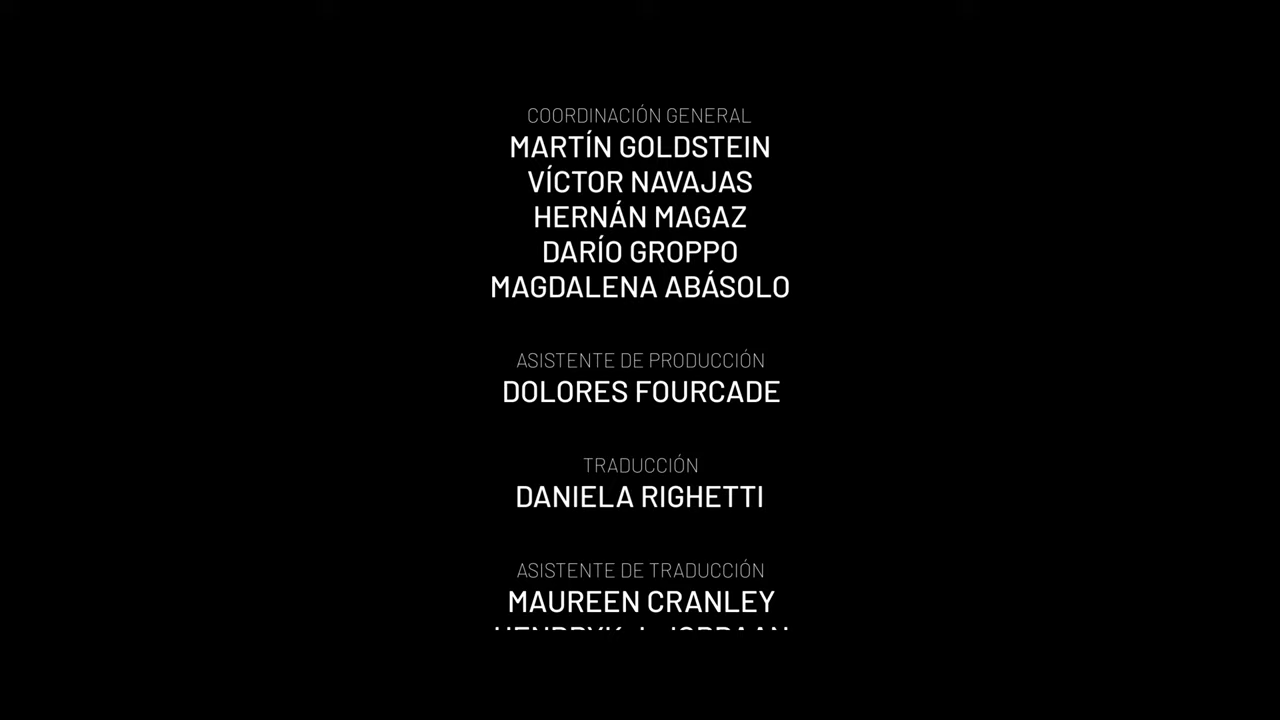 COORDINACIÓN GENERAL
MARTÍN GOLDSTEIN
VÍCTOR NAVAJAS
HERNÁN MAGAZ
DARÍO GROPPO
MAGDALENA ABÁSOLO
ASISTENTE DE PRODUCCIÓN
DOLORES FOURCADE
TRADUCCIÓN
DANIELA RIGHETTI
ASISTENTE DE TRADUCCIÓN
MAUREEN CRANLEY